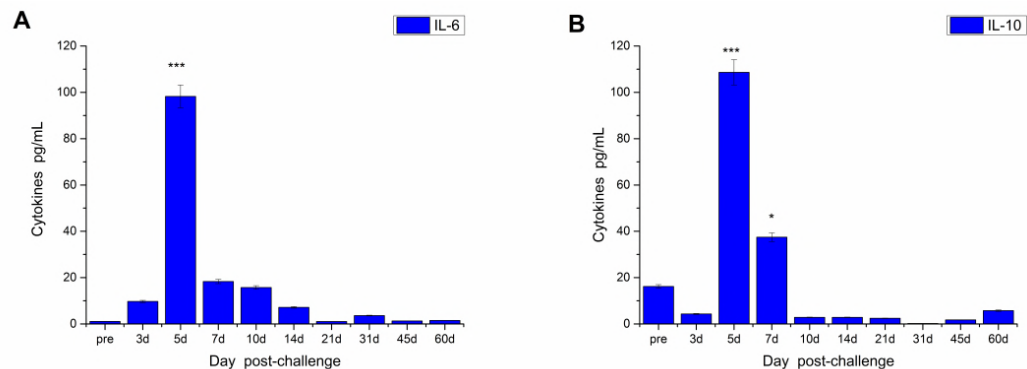 A
IL-6
Cytokines pg/mL
120
100
80
60
40
20
0
***
pre 3d 5d 7d 10d 14d 21d 31d 45d 60d
Day post-challenge
B
IL-10
Cytokines pg/mL
120
100
80
60
40
20
0
***
*
pre 3d 5d 7d 10d 14d 21d 31d 45d 60d
Day post-challenge